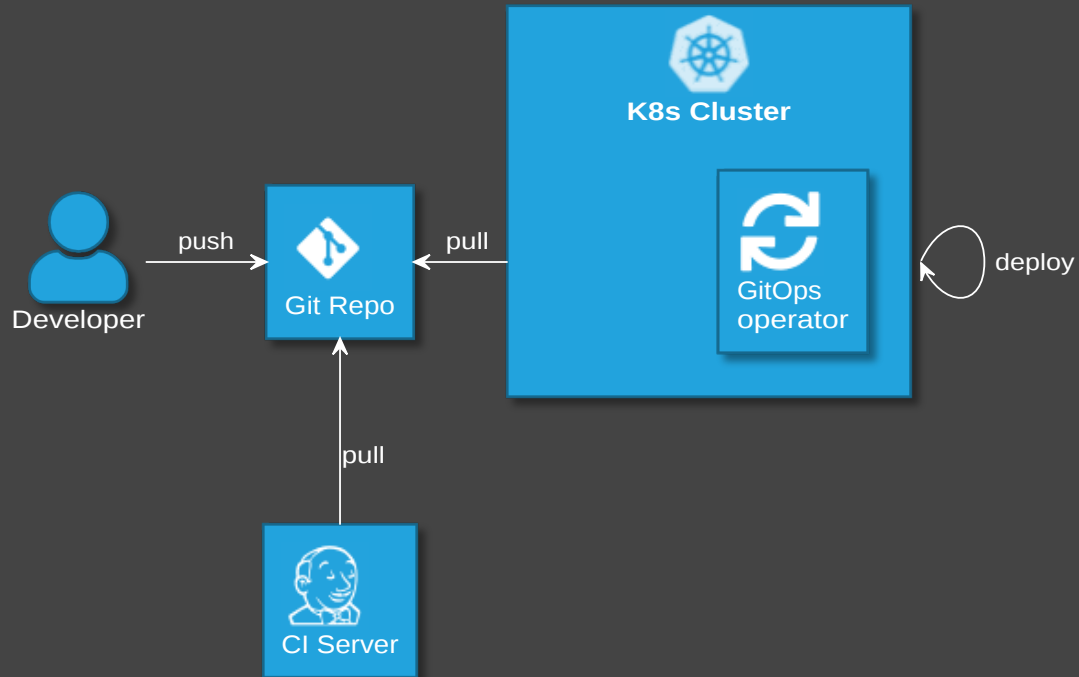 K8s Cluster
push
pull
deploy
Git Repo
GitOps
operator
Developer
pull
CI Server